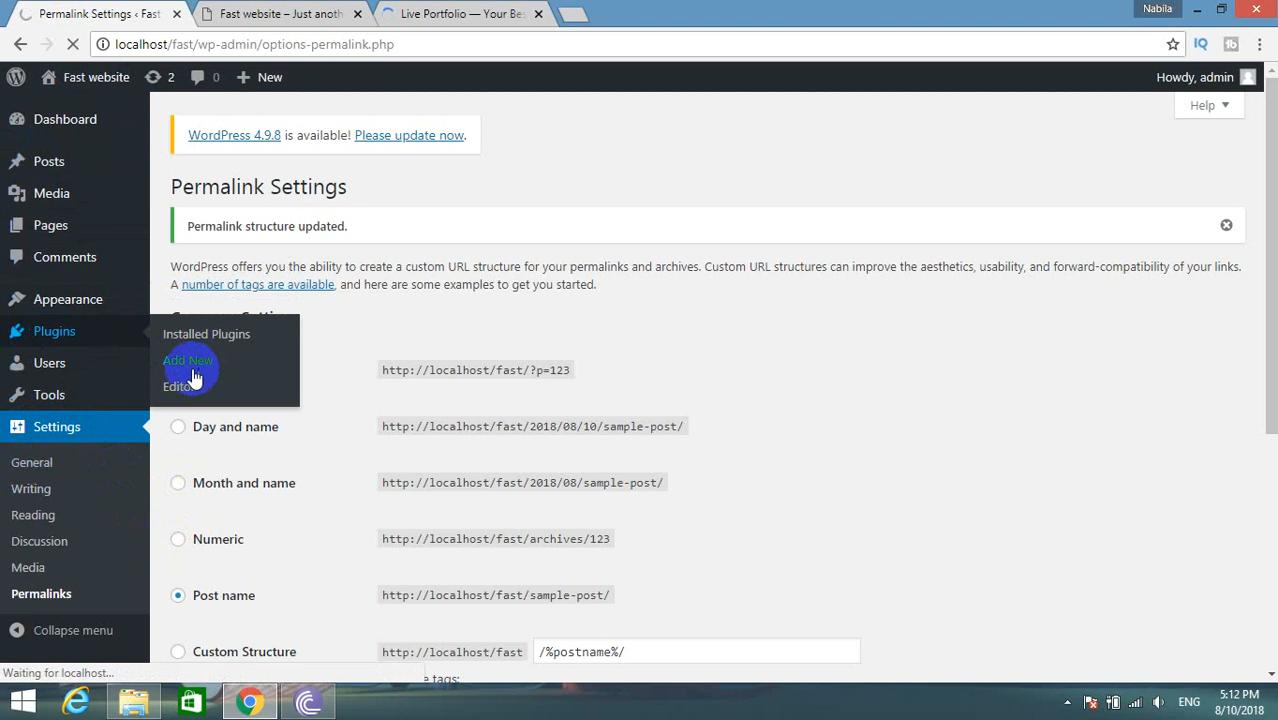 Permalink Settings ‹ Fast
Fast website – Just anoth
Live Portfolio — Your Bes
Nabila
localhost/fast/wp-admin/options-permalink.php
IQ
Fast website
2
0
New
Howdy, admin
Help
Dashboard
Posts
Media
Pages
Comments
Appearance
Plugins
Users
Tools
Settings
General
Writing
Reading
Discussion
Media
Permalinks
Collapse menu
Installed Plugins
Add New
WordPress 4.9.8 is available! Please update now.
Permalink Settings
Permalink structure updated.
WordPress offers you the ability to create a custom URL structure for your permalinks and archives. Custom URL structures can improve the aesthetics, usability, and forward-compatibility of your links.
A number of tags are available, and here are some examples to get you started.
http://localhost/fast/?p=123
Day and name http://localhost/fast/2018/08/10/sample-post/
Month and name http://localhost/fast/2018/08/sample-post/
Numeric http://localhost/fast/archives/123
Post name http://localhost/fast/sample-post/
Custom Structure http://localhost/fast /%postname%/
tags:
Waiting for localhost...
ENG
5:12 PM
8/10/2018